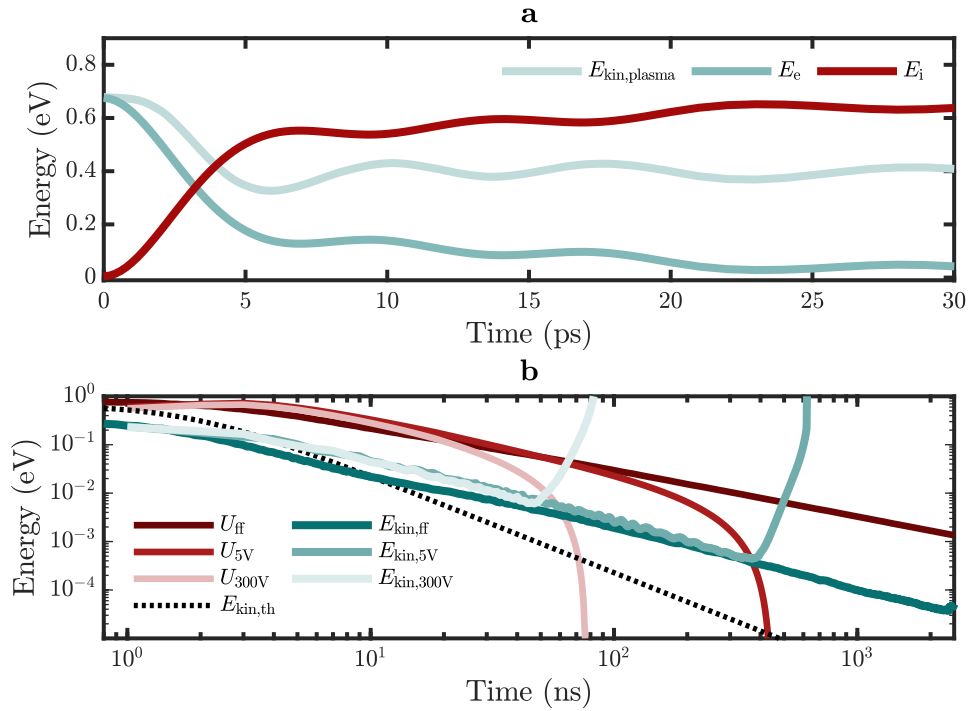 a
0.8
0.6
0.4
0.2
0
Energy (eV)
E_kin,plasma E_e E_i
0 5 10 15 20 25 30
Time (ps)
b
10^0
10^-1
10^-2
10^-3
10^-4
Energy (eV)
U_ff E_kin,ff
U_5V E_kin,5V
U_300V E_kin,300V
E_kin,th
10^0 10^1 10^2 10^3
Time (ns)